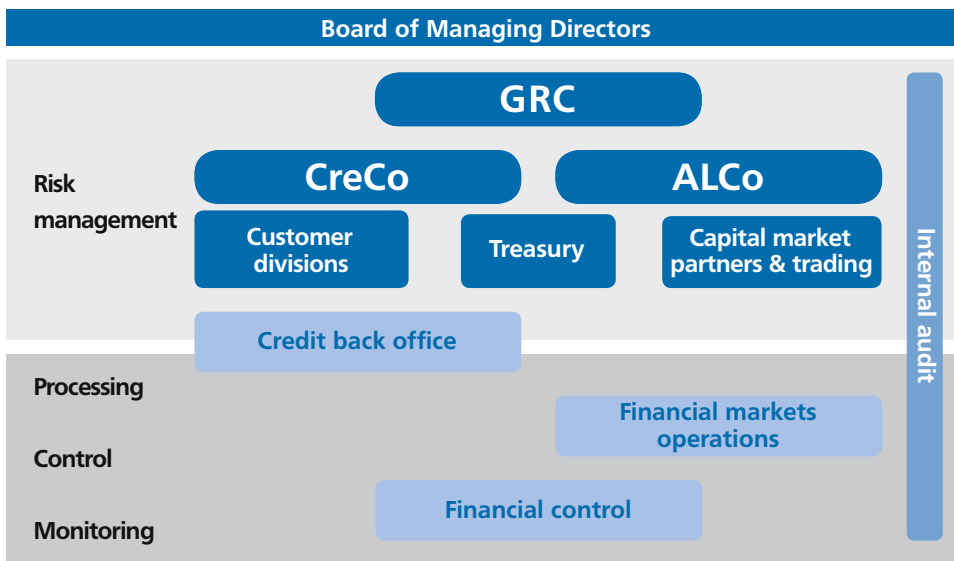 Board of Managing Directors
GRC
CreCo
ALCo
Risk
management
Customer
divisions
Treasury
Capital market
partners & trading
Internal audit
Credit back office
Processing
Financial markets
operations
Control
Financial control
Monitoring